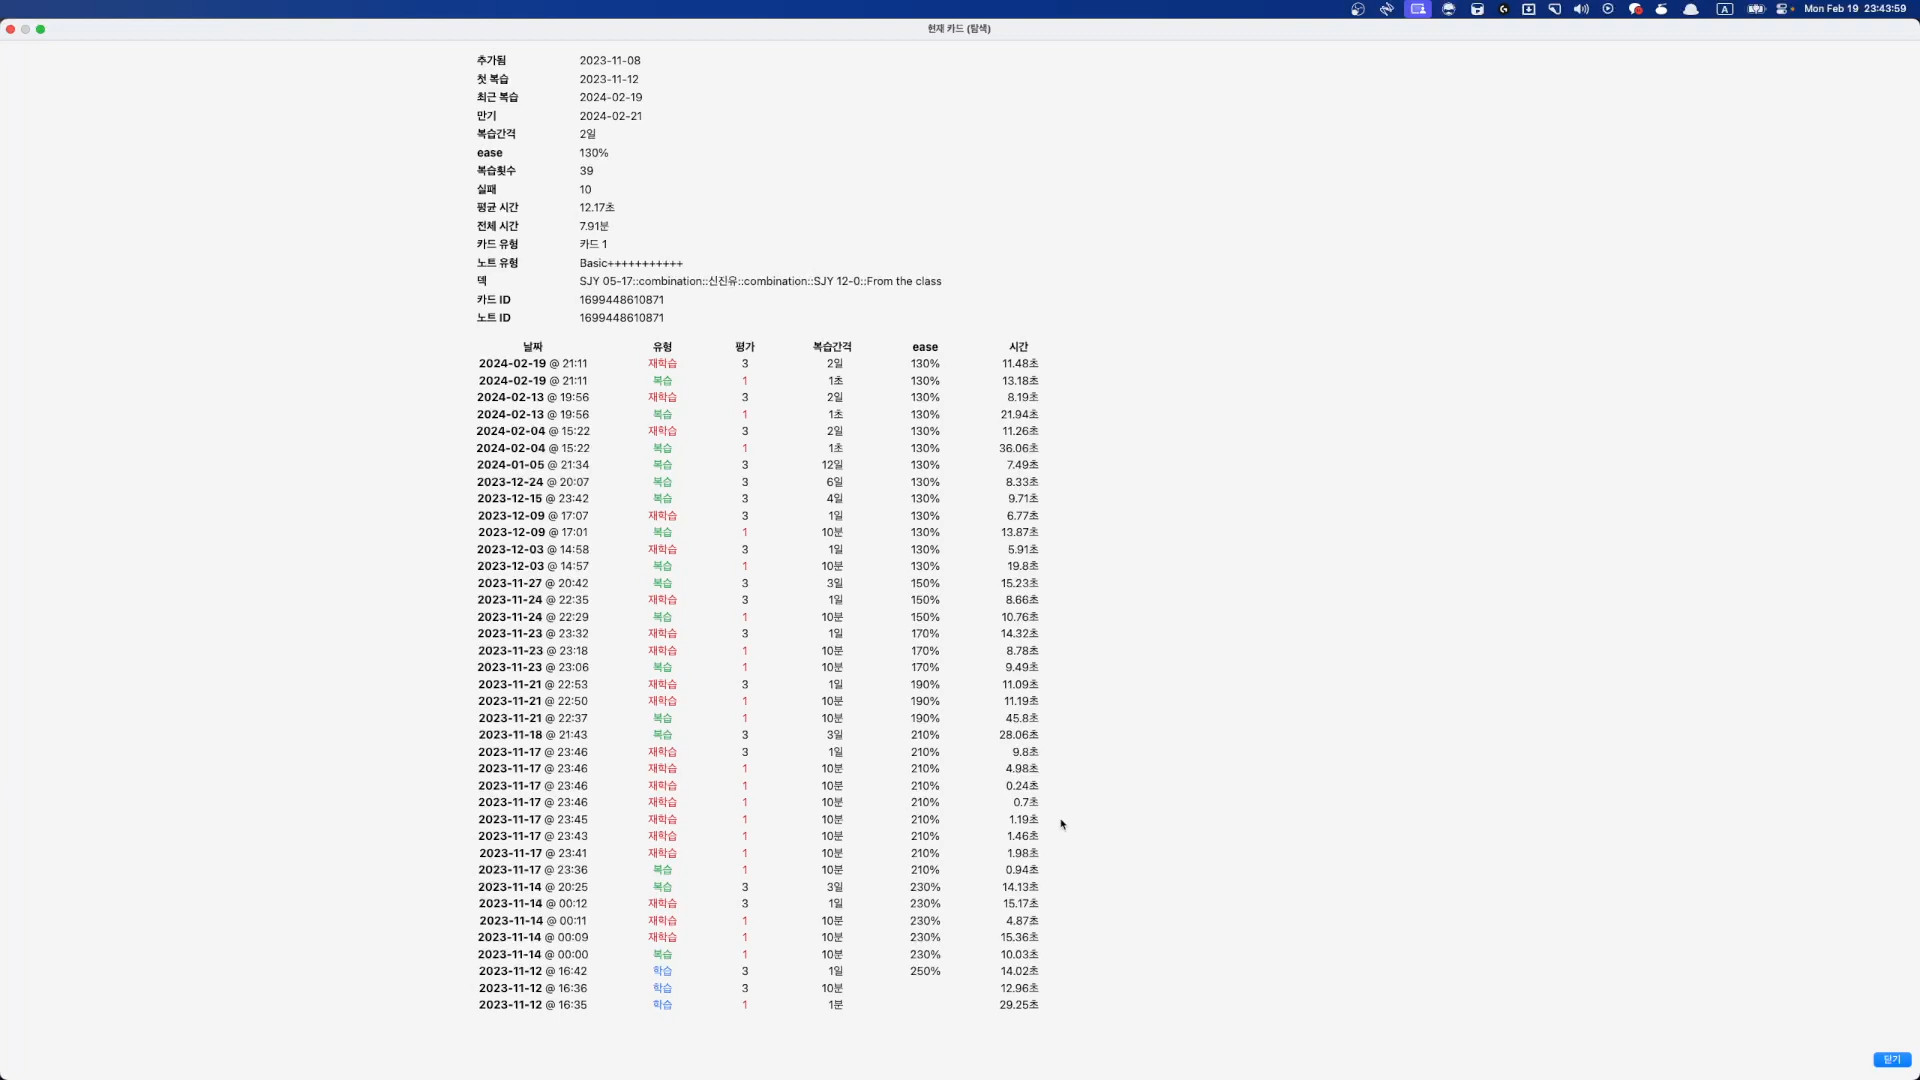 A
Mon Feb 19 23:43:59
현재 카드 (탐색)
추가됨 2023-11-08
첫 복습 2023-11-12
최근 복습 2024-02-19
만기 2024-02-21
복습간격 2일
ease 130%
복습횟수 39
실패 10
평균 시간 12.17초
전체 시간 7.91분
카드 유형 카드 1
노트 유형 Basic+++++++++++
덱 SJY 05-17::combination::신진유::combination::SJY 12-0::From the class
카드 ID 1699448610871
노트 ID 1699448610871
날짜 유형 평가 복습간격 ease 시간
2024-02-19 @ 21:11 재학습 3 2일 130% 11.48초
2024-02-19 @ 21:11 복습 1 1초 130% 13.18초
2024-02-13 @ 19:56 재학습 3 2일 130% 8.19초
2024-02-13 @ 19:56 복습 1 1초 130% 21.94초
2024-02-04 @ 15:22 재학습 3 2일 130% 11.26초
2024-02-04 @ 15:22 복습 1 1초 130% 36.06초
2024-01-05 @ 21:34 복습 3 12일 130% 7.49초
2023-12-24 @ 20:07 복습 3 6일 130% 8.33초
2023-12-15 @ 23:42 복습 3 4일 130% 9.71초
2023-12-09 @ 17:07 재학습 3 1일 130% 6.77초
2023-12-09 @ 17:01 복습 1 10분 130% 13.87초
2023-12-03 @ 14:58 재학습 3 1일 130% 5.91초
2023-12-03 @ 14:57 복습 1 10분 130% 19.8초
2023-11-27 @ 20:42 복습 3 3일 150% 15.23초
2023-11-24 @ 22:35 재학습 3 1일 150% 8.66초
2023-11-24 @ 22:29 복습 1 10분 150% 10.76초
2023-11-23 @ 23:32 재학습 3 1일 170% 14.32초
2023-11-23 @ 23:18 재학습 1 10분 170% 8.78초
2023-11-23 @ 23:06 복습 1 10분 170% 9.49초
2023-11-21 @ 22:53 재학습 3 1일 190% 11.09초
2023-11-21 @ 22:50 재학습 1 10분 190% 11.19초
2023-11-21 @ 22:37 복습 1 10분 190% 45.8초
2023-11-18 @ 21:43 복습 3 3일 210% 28.06초
2023-11-17 @ 23:46 재학습 3 1일 210% 9.8초
2023-11-17 @ 23:46 재학습 1 10분 210% 4.98초
2023-11-17 @ 23:46 재학습 1 10분 210% 0.24초
2023-11-17 @ 23:46 재학습 1 10분 210% 0.7초
2023-11-17 @ 23:45 재학습 1 10분 210% 1.19초
2023-11-17 @ 23:43 재학습 1 10분 210% 1.46초
2023-11-17 @ 23:41 재학습 1 10분 210% 1.98초
2023-11-17 @ 23:36 복습 1 10분 210% 0.94초
2023-11-14 @ 20:25 복습 3 3일 230% 14.13초
2023-11-14 @ 00:12 재학습 3 1일 230% 15.17초
2023-11-14 @ 00:11 재학습 1 10분 230% 4.87초
2023-11-14 @ 00:09 재학습 1 10분 230% 15.36초
2023-11-14 @ 00:00 복습 1 10분 230% 10.03초
2023-11-12 @ 16:42 학습 3 1일 250% 14.02초
2023-11-12 @ 16:36 학습 3 10분 12.96초
2023-11-12 @ 16:35 학습 1 1분 29.25초
닫기